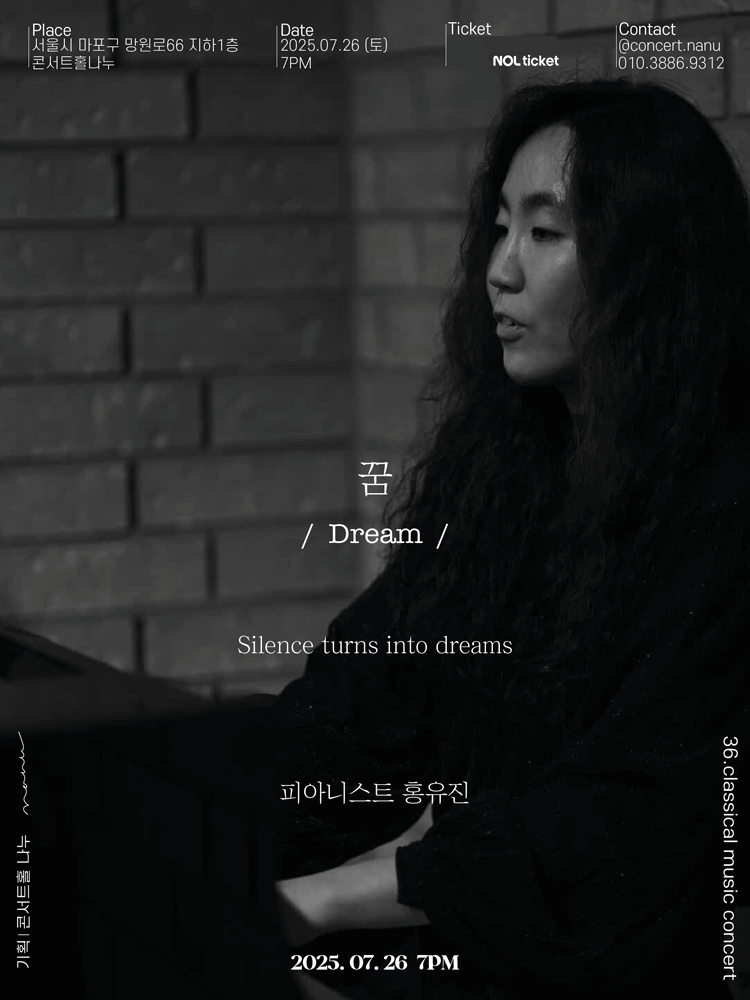 Place
서울시 마포구 망원로66 지하1층
콘서트홀나누
Date
2025.07.26 (토)
7PM
Ticket
NOL ticket
Contact
@concert.nanu
010.3886.9312
꿈
/ Dream /
Silence turns into dreams
피아니스트 홍유진
nanu
기획 | 콘서트홀 나누
36.classical music concert
2025. 07. 26 7PM